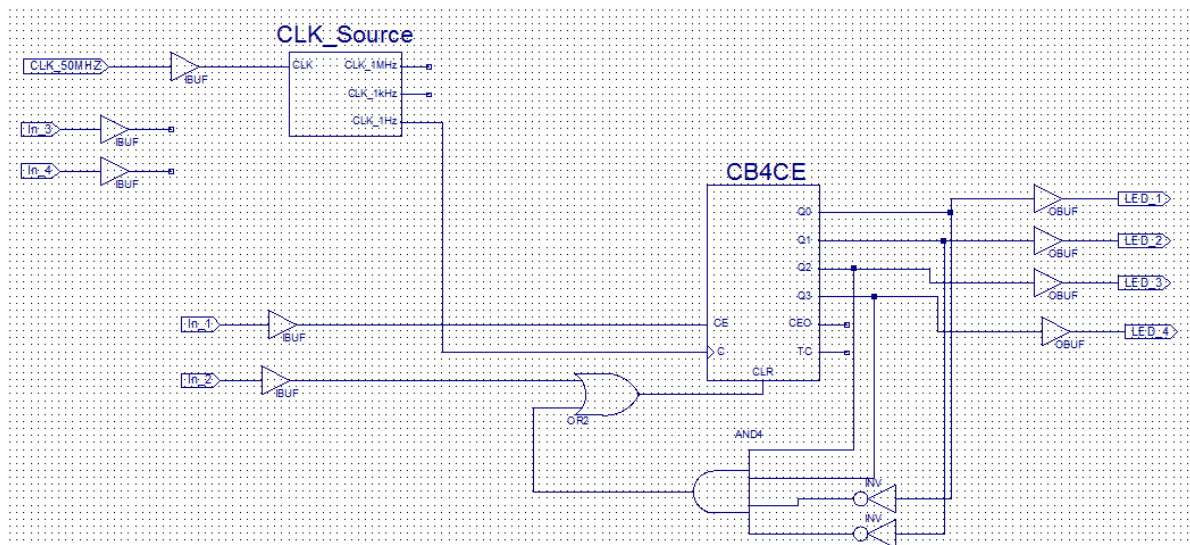 CLK_Source
CLK_50MHZ
IBUF
CLK
CLK_1MHz
CLK_1kHz
CLK_1Hz
In_3
IBUF
In_4
IBUF
CB4CE
Q0
Q1
Q2
Q3
CE
CEO
C
TC
CLR
OBUF
LED_1
OBUF
LED_2
OBUF
LED_3
OBUF
LED_4
In_1
IBUF
In_2
IBUF
OR2
AND4
INV
INV